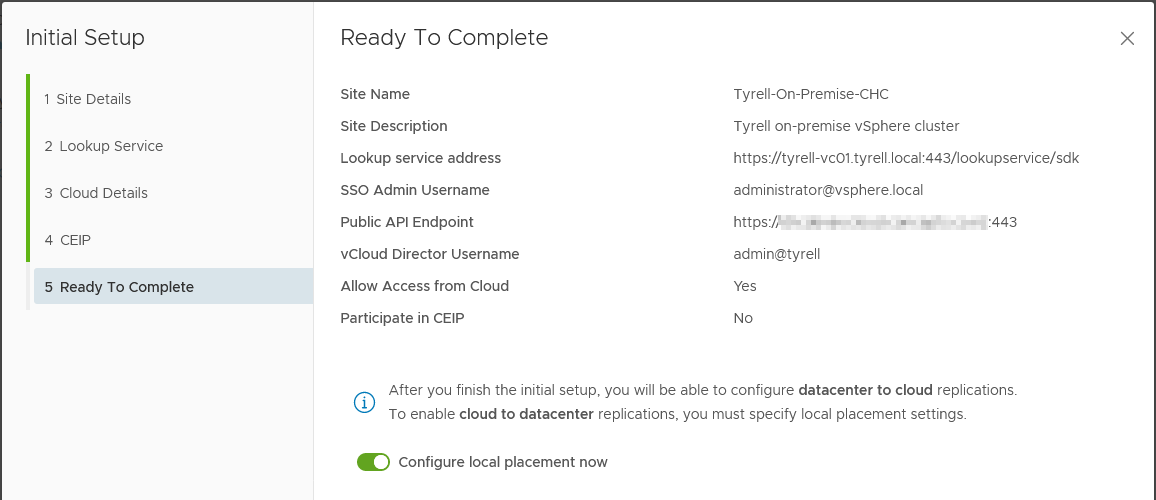 Initial Setup
1 Site Details
2 Lookup Service
3 Cloud Details
4 CEIP
5 Ready To Complete
Ready To Complete
Site Name Tyrell-On-Premise-CHC
Site Description Tyrell on-premise vSphere cluster
Lookup service address https://tyrell-vc01.tyrell.local:443/lookupservice/sdk
SSO Admin Username administrator@vsphere.local
Public API Endpoint https:// :443
vCloud Director Username admin@tyrell
Allow Access from Cloud Yes
Participate in CEIP No
After you finish the initial setup, you will be able to configure datacenter to cloud replications.
To enable cloud to datacenter replications, you must specify local placement settings.
Configure local placement now